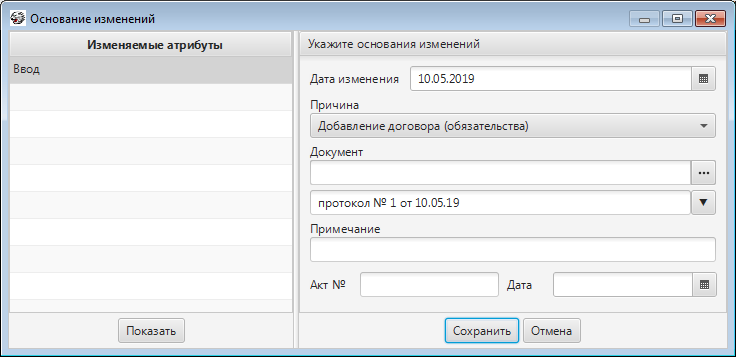 Основание изменений
Изменяемые атрибуты
Ввод
Показать
Укажите основания изменений
Дата изменения 10.05.2019
Причина
Добавление договора (обязательства)
Документ
...
протокол № 1 от 10.05.19
Примечание
Акт № Дата
Сохранить Отмена